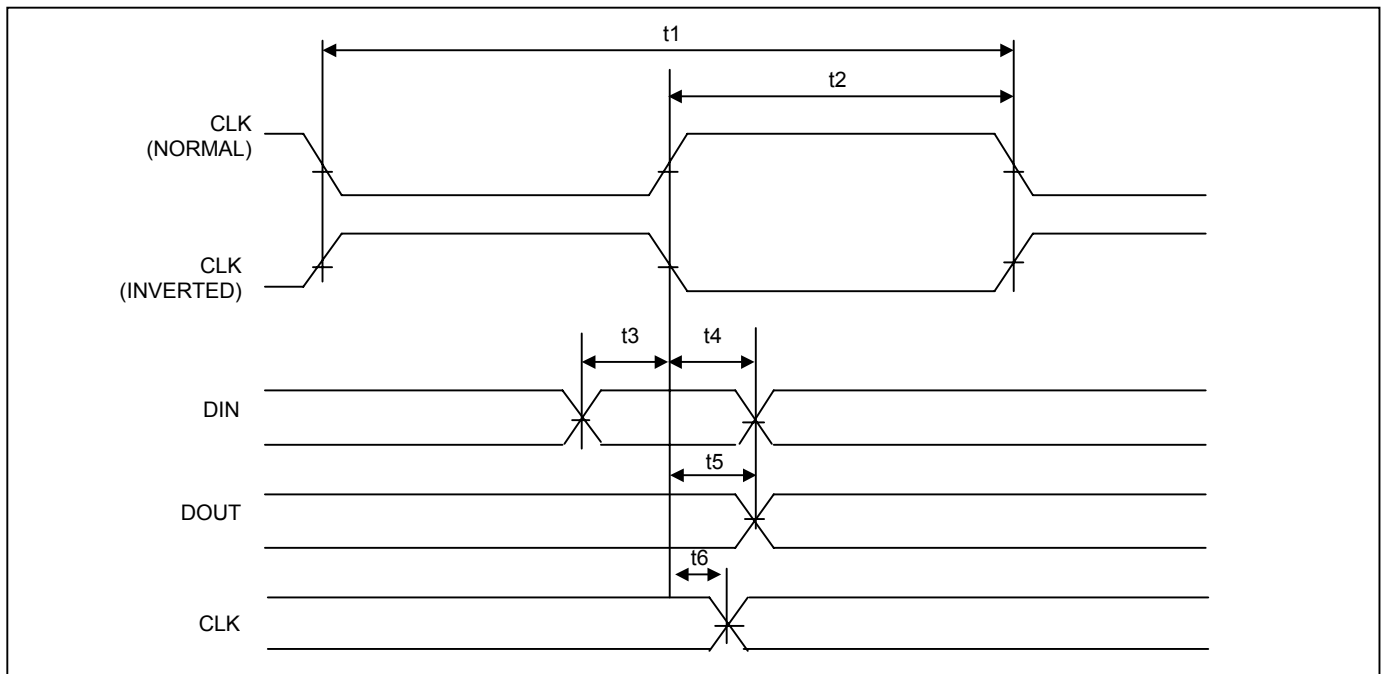 t1
t2
CLK
(NORMAL)
CLK
(INVERTED)
t3
t4
DIN
t5
DOUT
t6
CLK